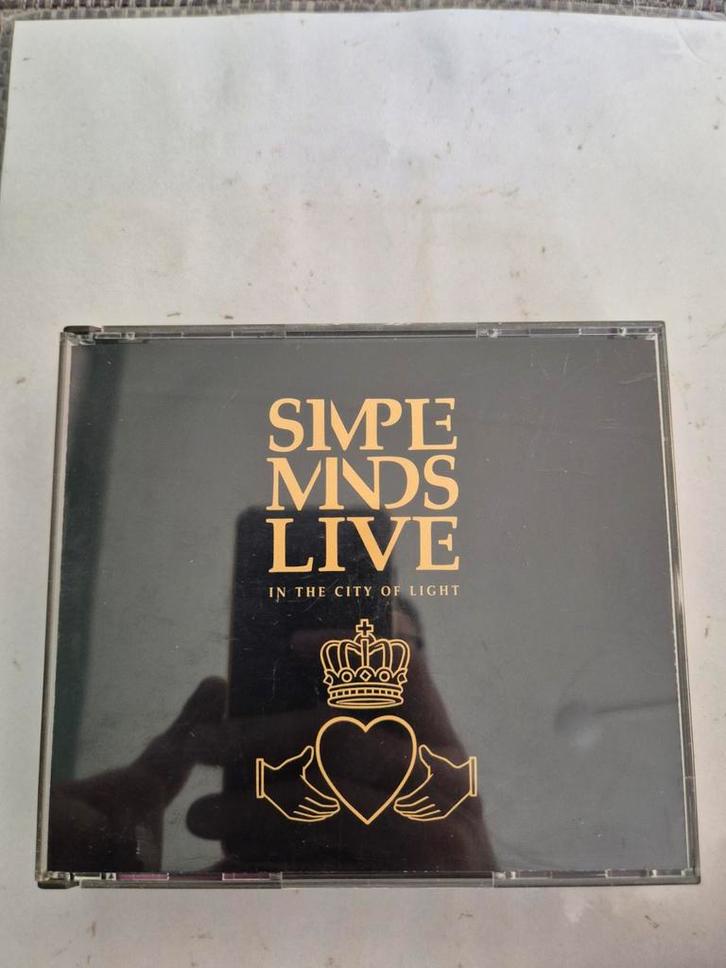 SIMPLE
MINDS
LIVE
IN THE CITY OF LIGHT